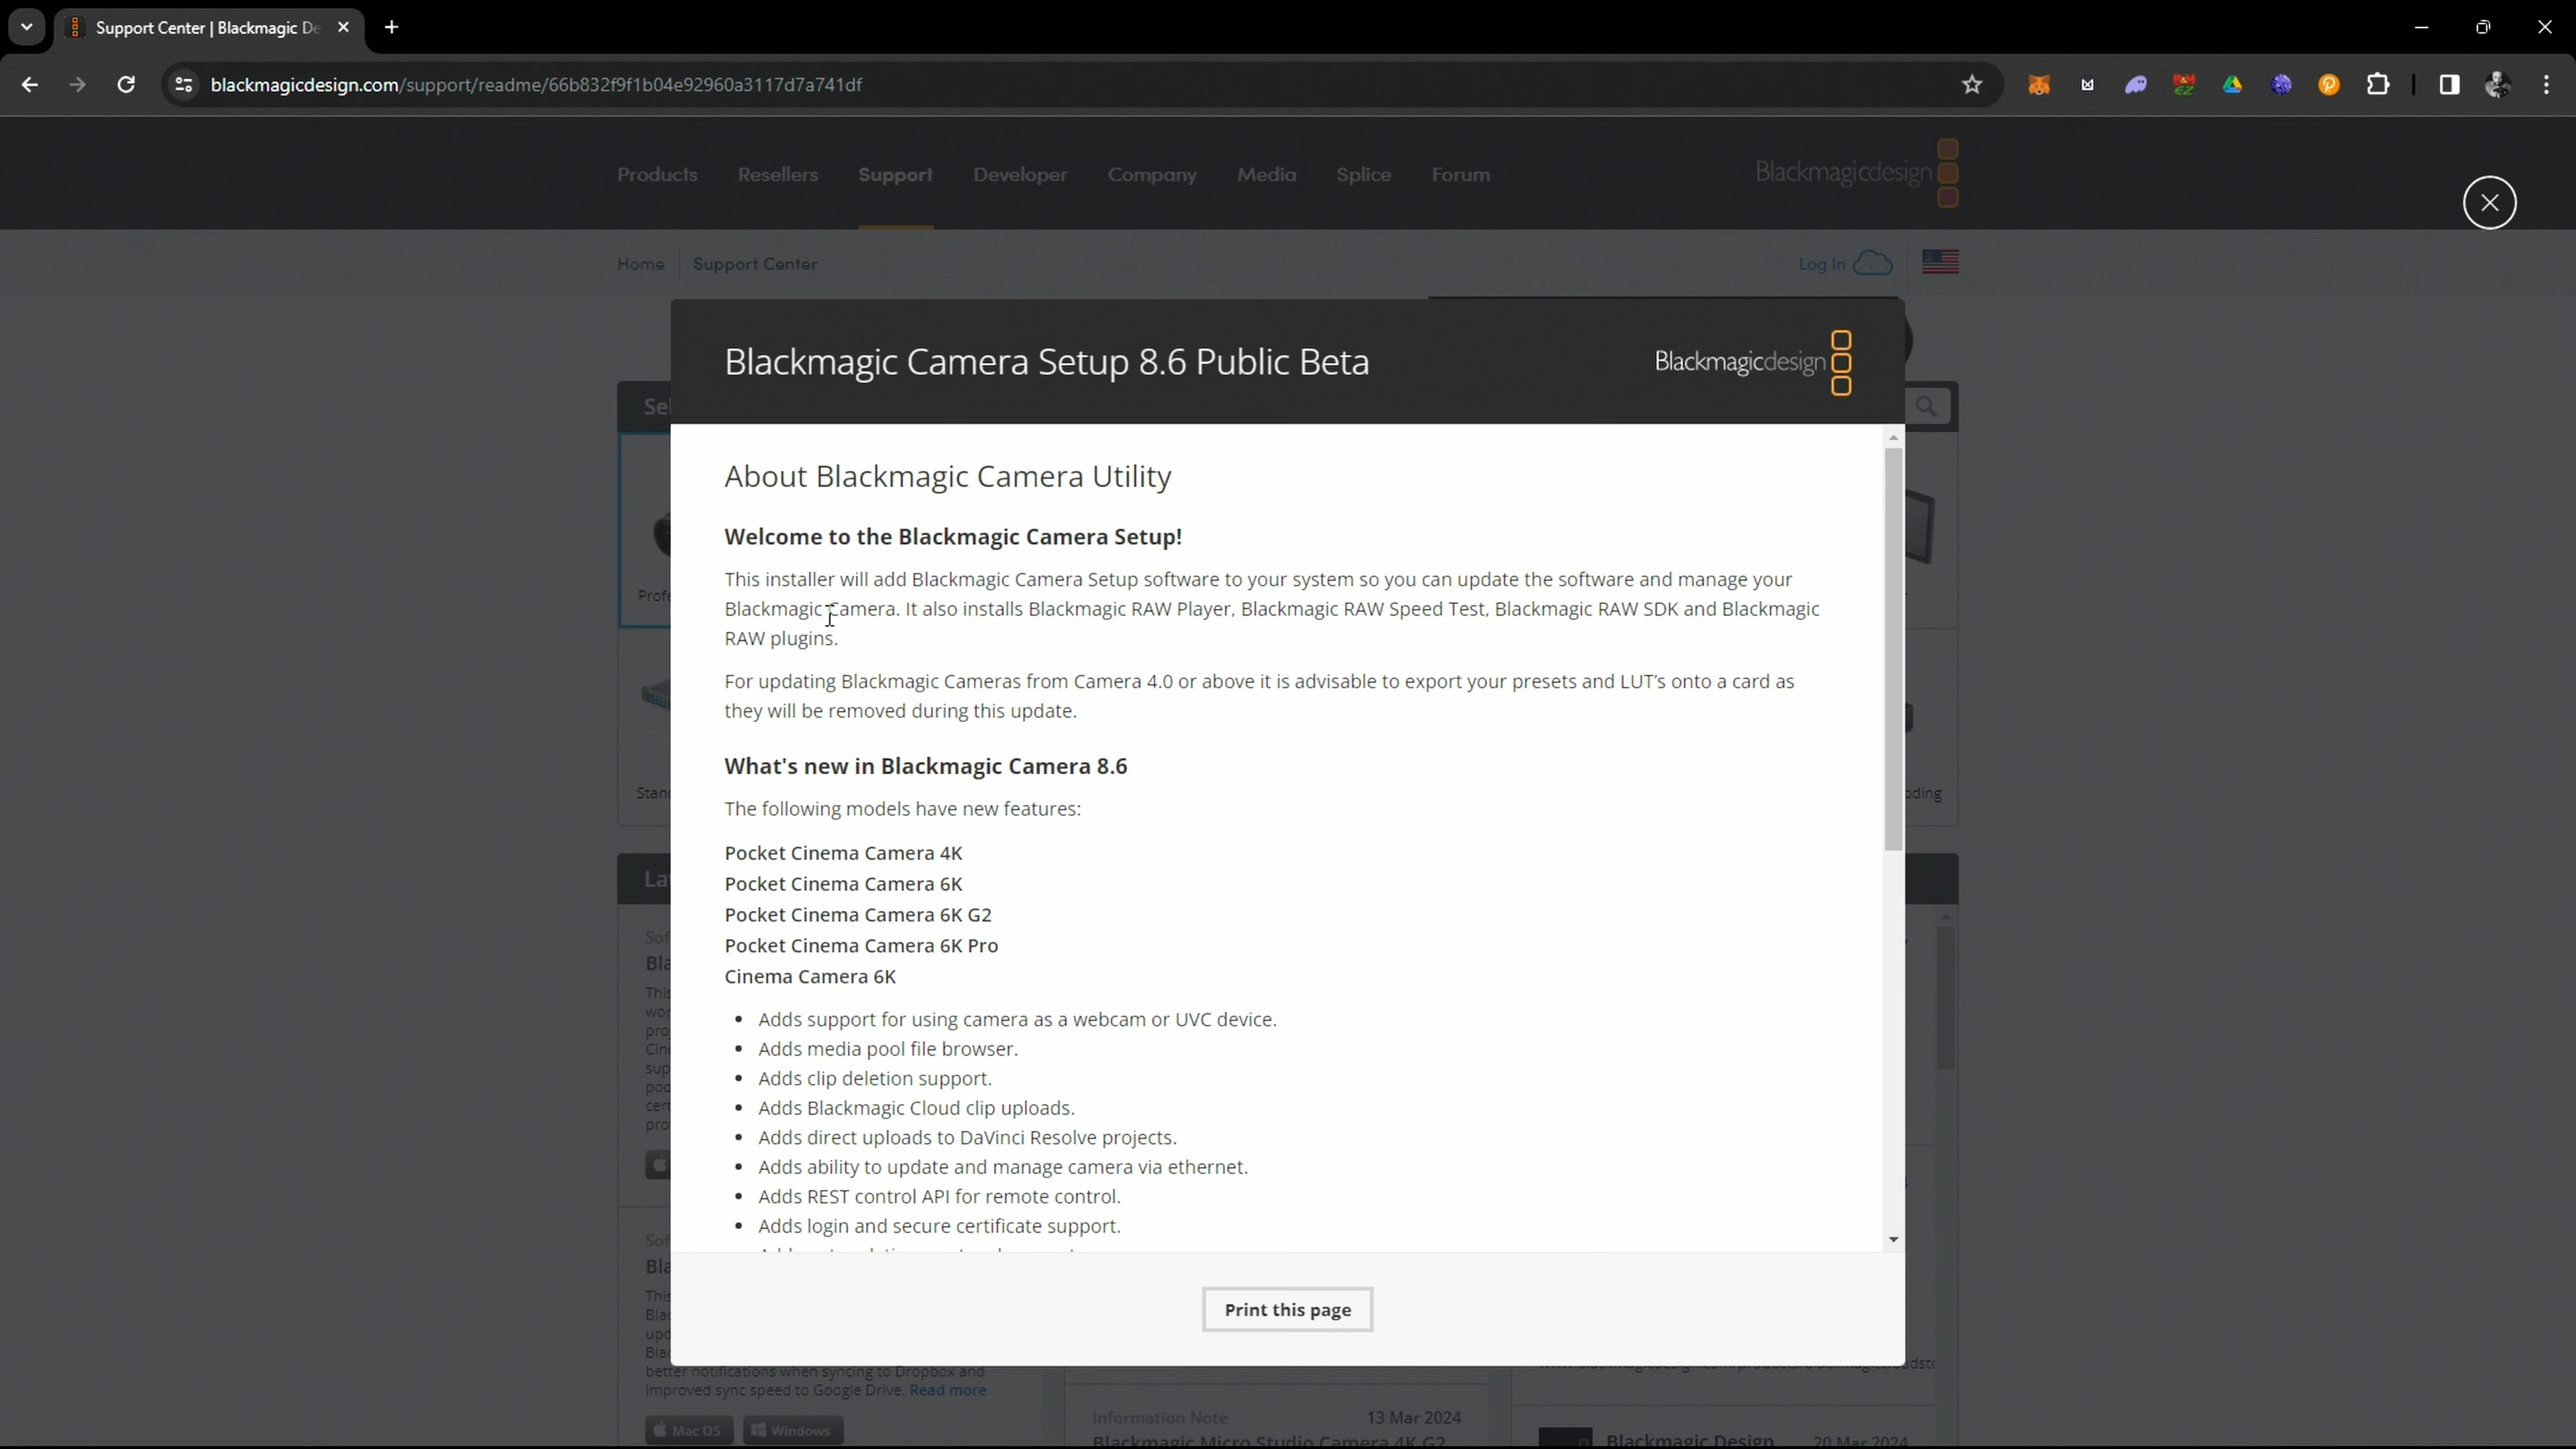 Support Center | Blackmagic De
blackmagicdesign.com/support/readme/66b832f9f1b04e92960a3117d7a741df
Products Resellers Support Developer Company Media Splice Forum
Blackmagicdesign
Home Support Center
Log In
Blackmagic Camera Setup 8.6 Public Beta
Blackmagicdesign
Sel
Profe
Stand
oding
La
About Blackmagic Camera Utility
Welcome to the Blackmagic Camera Setup!
This installer will add Blackmagic Camera Setup software to your system so you can update the software and manage your
Blackmagic Camera. It also installs Blackmagic RAW Player, Blackmagic RAW Speed Test, Blackmagic RAW SDK and Blackmagic
RAW plugins.
For updating Blackmagic Cameras from Camera 4.0 or above it is advisable to export your presets and LUT's onto a card as
they will be removed during this update.
What's new in Blackmagic Camera 8.6
The following models have new features:
Pocket Cinema Camera 4K
Pocket Cinema Camera 6K
Pocket Cinema Camera 6K G2
Pocket Cinema Camera 6K Pro
Cinema Camera 6K
• Adds support for using camera as a webcam or UVC device.
• Adds media pool file browser.
• Adds clip deletion support.
• Adds Blackmagic Cloud clip uploads.
• Adds direct uploads to DaVinci Resolve projects.
• Adds ability to update and manage camera via ethernet.
• Adds REST control API for remote control.
• Adds login and secure certificate support.
Print this page
better notifications when syncing to Dropbox and
improved sync speed to Google Drive. Read more
Mac OS Windows
Information Note 13 Mar 2024
Blackmagic Micro Studio Camera 4K G2
Blackmagic Design 20 Mar 2024